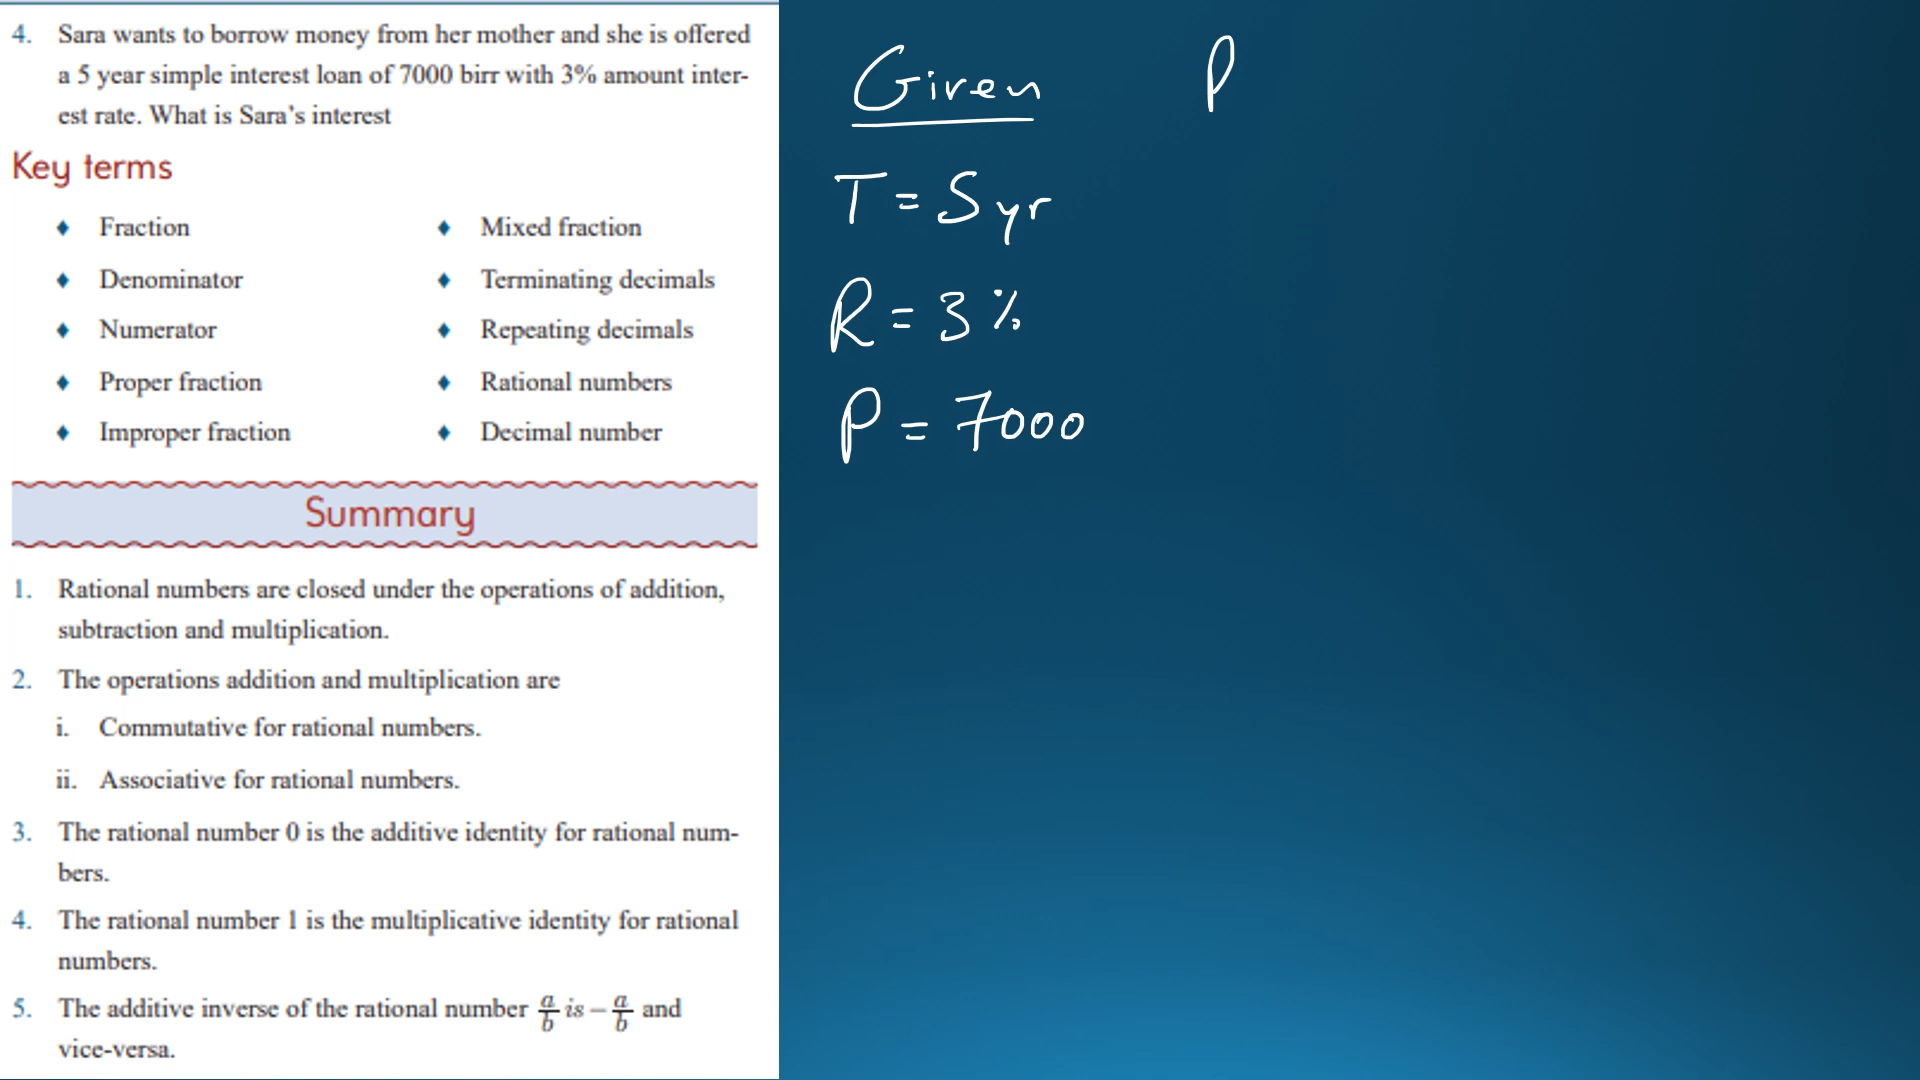 4. Sara wants to borrow money from her mother and she is offered
a 5 year simple interest loan of 7000 birr with 3% amount inter-
est rate. What is Sara's interest
Key terms
♦ Fraction
♦ Denominator
♦ Numerator
♦ Proper fraction
♦ Improper fraction
♦ Mixed fraction
♦ Terminating decimals
♦ Repeating decimals
♦ Rational numbers
♦ Decimal number
Summary
1. Rational numbers are closed under the operations of addition,
subtraction and multiplication.
2. The operations addition and multiplication are
i. Commutative for rational numbers.
ii. Associative for rational numbers.
3. The rational number 0 is the additive identity for rational num-
bers.
4. The rational number 1 is the multiplicative identity for rational
numbers.
5. The additive inverse of the rational number a/b is – a/b and
vice-versa.
Given
P
T = 5 yr
R = 3 %
P = 7000